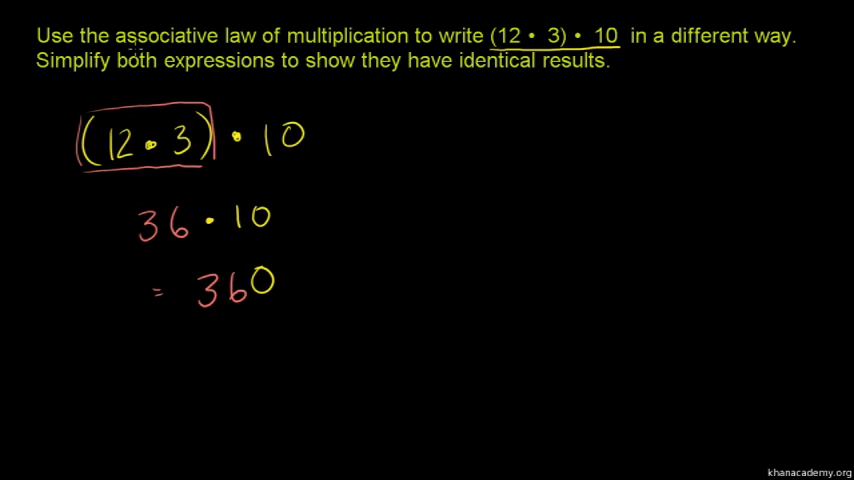 Use the associative law of multiplication to write (12 • 3) • 10 in a different way.
Simplify both expressions to show they have identical results.
(12 • 3) • 10
36 • 10
= 360
khanacademy.org